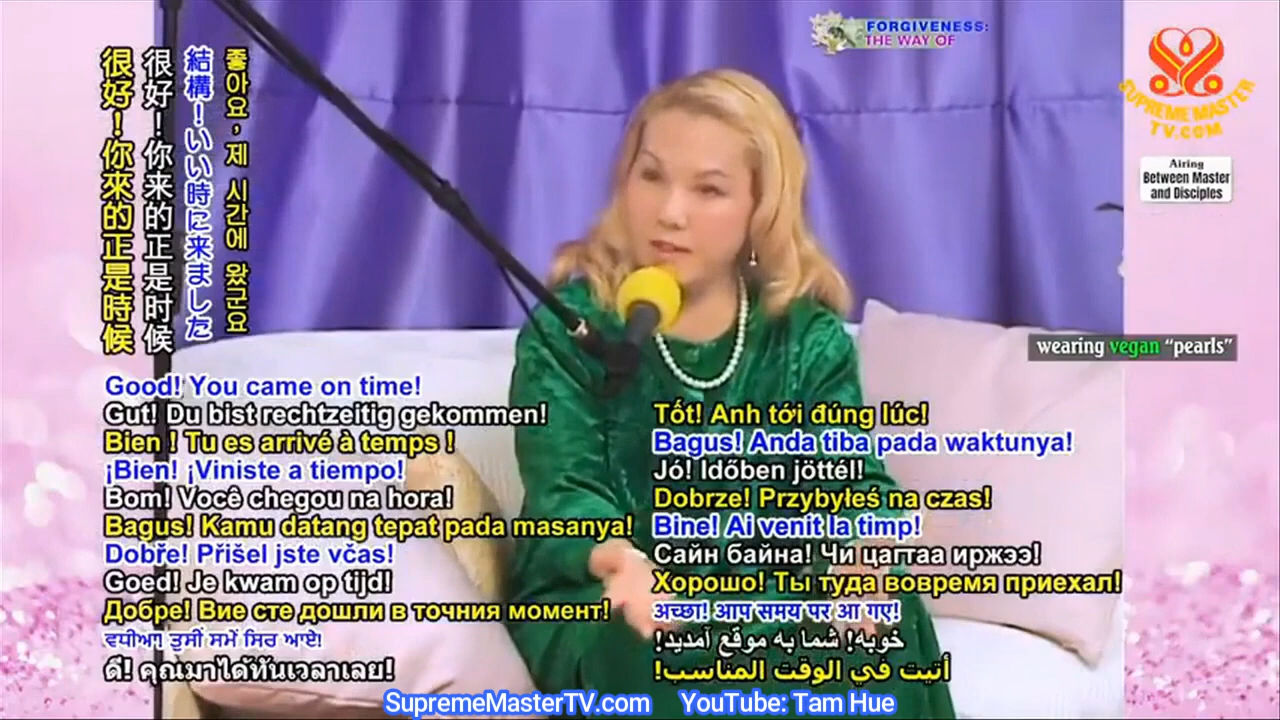 FORGIVENESS:
THE WAY OF
SUPREME MASTER
TV.COM
Airing
Between Master
and Disciples
wearing vegan “pearls”
很好！你來的正是時候
很好！你来的正是时候
結構！いい時に来ました
좋아요, 제 시간에 왔군요
Good! You came on time!
Gut! Du bist rechtzeitig gekommen!
Bien ! Tu es arrivé à temps !
¡Bien! ¡Viniste a tiempo!
Bom! Você chegou na hora!
Bagus! Kamu datang tepat pada masanya!
Dobře! Přišel jste včas!
Goed! Je kwam op tijd!
Добре! Вие сте дошли в точния момент!
ਵਧੀਆ! ਤੁਸੀਂ ਸਮੇਂ ਸਿਰ ਆਏ!
ดี! คุณมาได้ทันเวลาเลย!
Tốt! Anh tới đúng lúc!
Bagus! Anda tiba pada waktunya!
Jó! Időben jöttél!
Dobrze! Przybyłeś na czas!
Bine! Ai venit la timp!
Сайн байна! Чи цагтаа иржээ!
Хорошо! Ты туда вовремя приехал!
अच्छा! आप समय पर आ गए!
خوبه! شما به موقع آمدید!
أتيت في الوقت المناسب!
SupremeMasterTV.com YouTube: Tam Hue